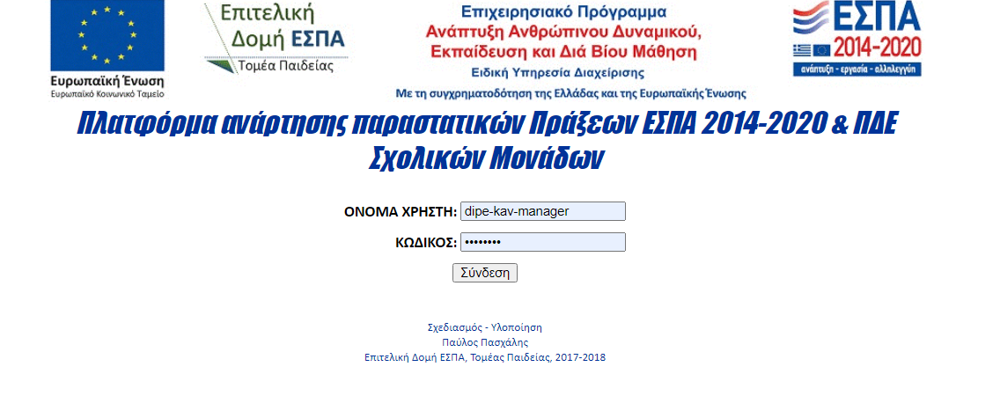 Ευρωπαϊκή Ένωση
Ευρωπαϊκό Κοινωνικό Ταμείο
Επιτελική
Δομή ΕΣΠΑ
Τομέα Παιδείας
Επιχειρησιακό Πρόγραμμα
Ανάπτυξη Ανθρώπινου Δυναμικού,
Εκπαίδευση και Διά Βίου Μάθηση
Ειδική Υπηρεσία Διαχείρισης
Με τη συγχρηματοδότηση της Ελλάδας και της Ευρωπαϊκής Ένωσης
ΕΣΠΑ
2014-2020
ανάπτυξη - εργασία - αλληλεγγύη
Πλατφόρμα ανάρτησης παραστατικών Πράξεων ΕΣΠΑ 2014-2020 & ΠΔΕ
Σχολικών Μονάδων
ΟΝΟΜΑ ΧΡΗΣΤΗ: dipe-kav-manager
ΚΩΔΙΚΟΣ: ••••••••
Σύνδεση
Σχεδιασμός - Υλοποίηση
Παύλος Πασχάλης
Επιτελική Δομή ΕΣΠΑ, Τομέας Παιδείας, 2017-2018